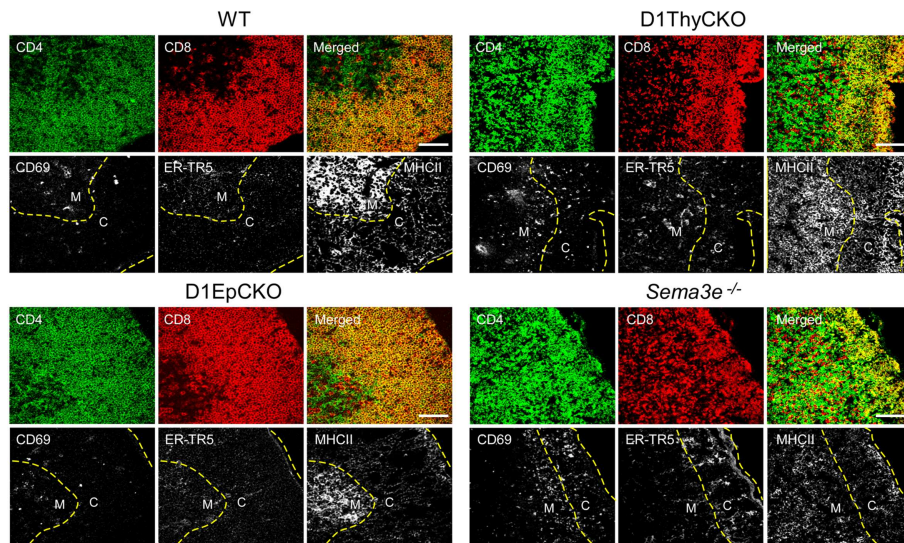 WT
CD4 CD8 Merged
CD69 ER-TR5 MHCII
M M M
C C C
D1ThyCKO
CD4 CD8 Merged
CD69 ER-TR5 MHCII
M C M C M C
D1EpCKO
CD4 CD8 Merged
CD69 ER-TR5 MHCII
M C M C M C
Sema3e -/-
CD4 CD8 Merged
CD69 ER-TR5 MHCII
M C M C M C